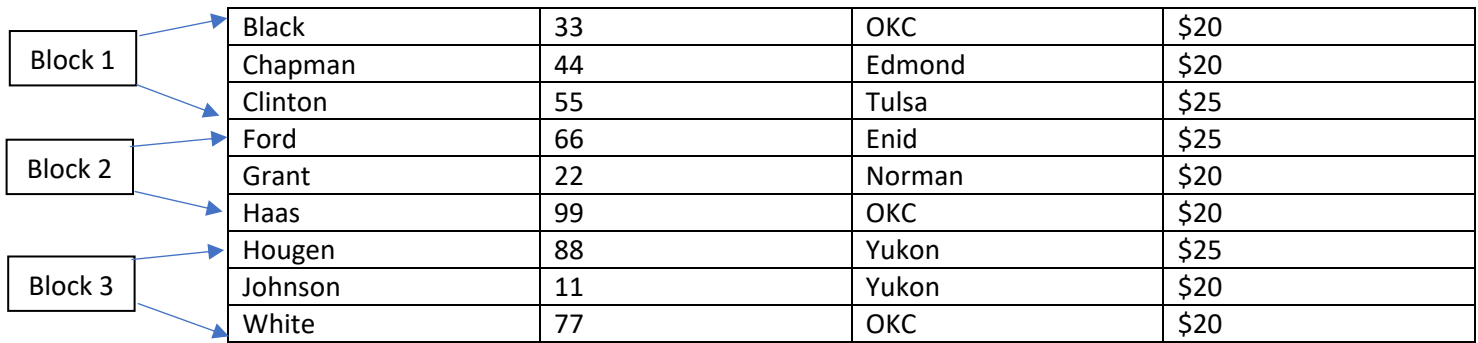 Black 33 OKC $20
Block 1
Chapman 44 Edmond $20
Clinton 55 Tulsa $25
Ford 66 Enid $25
Block 2
Grant 22 Norman $20
Haas 99 OKC $20
Hougen 88 Yukon $25
Block 3
Johnson 11 Yukon $20
White 77 OKC $20